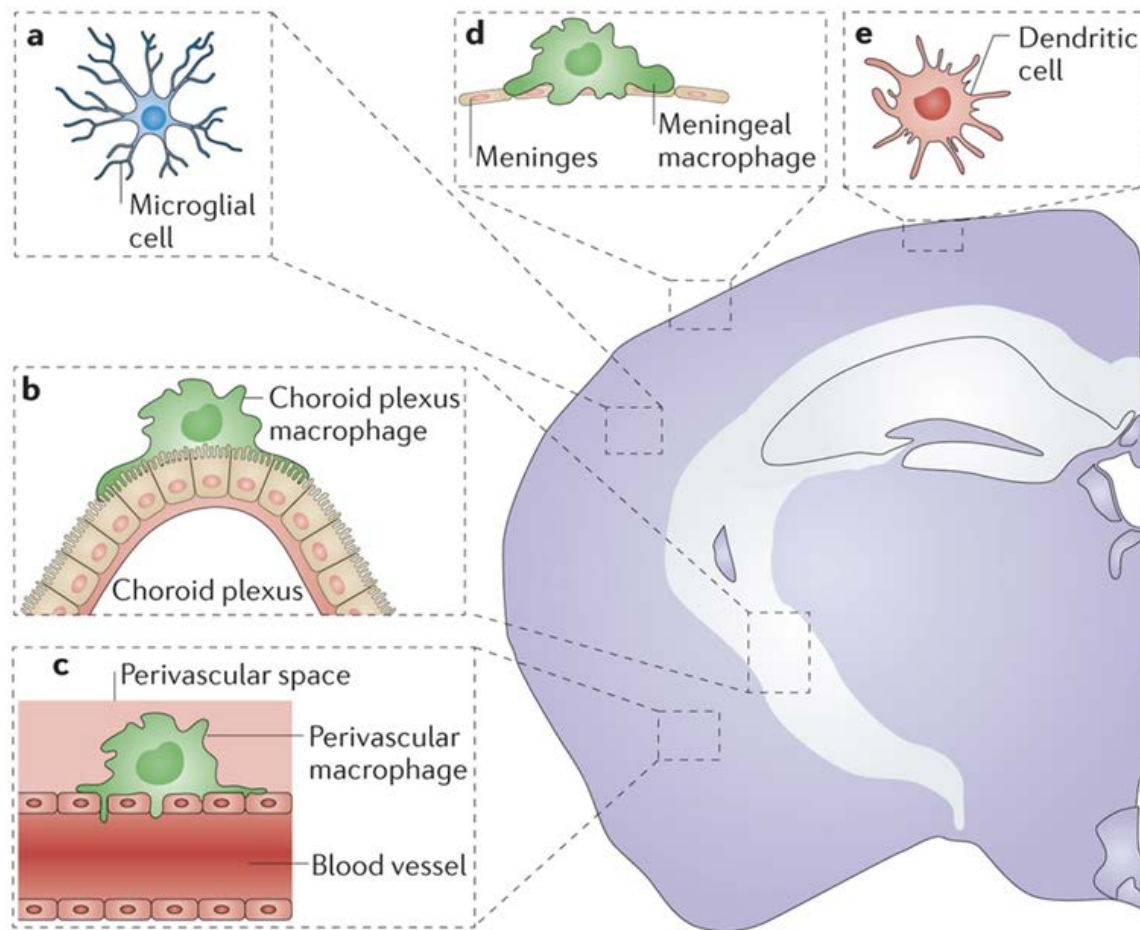 a
Microglial
cell
d
Meninges
Meningeal
macrophage
e
Dendritic
cell
b
Choroid plexus
macrophage
Choroid plexus
c
Perivascular space
Perivascular
macrophage
Blood vessel